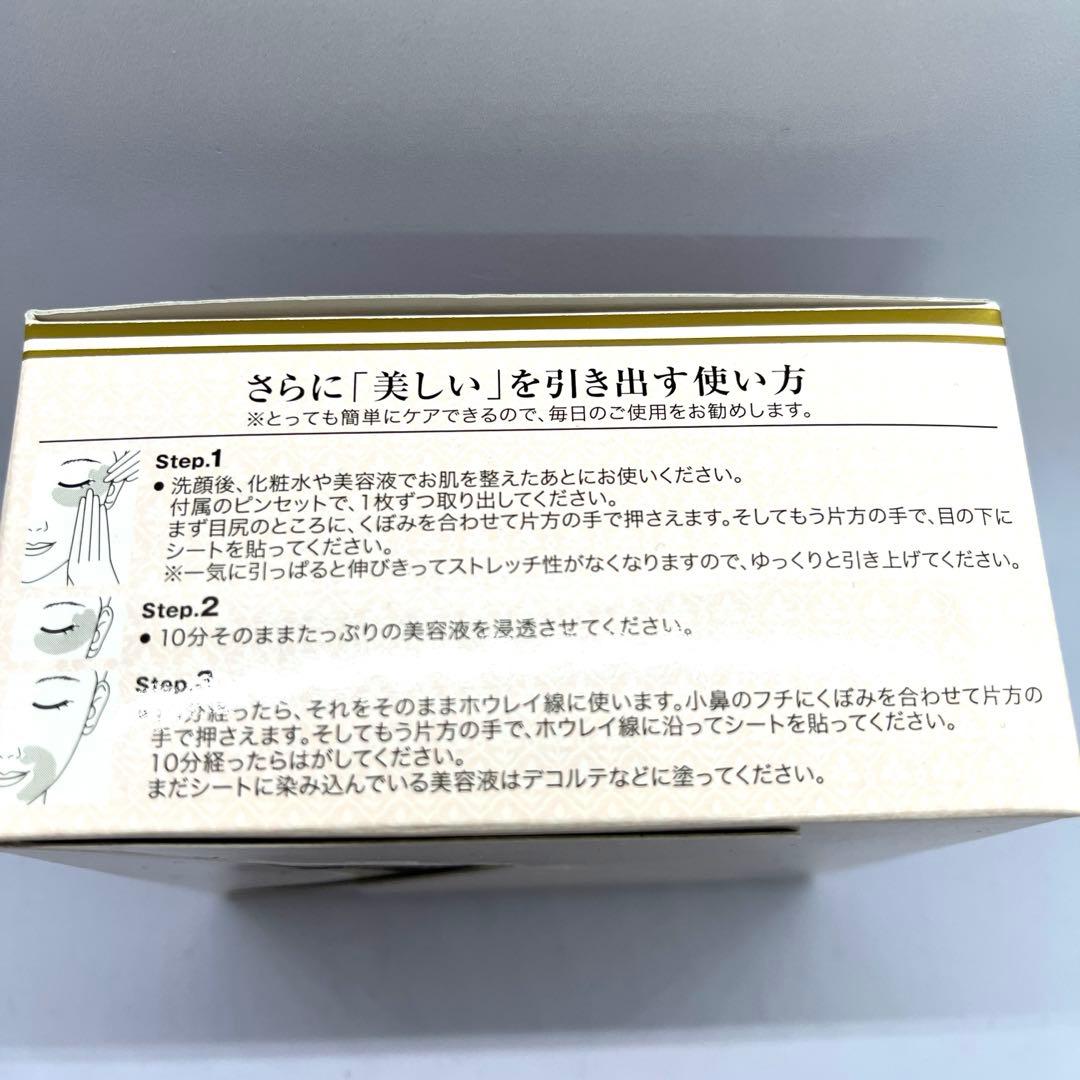 さらに「美しい」を引き出す使い方
※とっても簡単にケアできるので、毎日のご使用をお勧めします。
Step.1
● 洗顔後、化粧水や美容液でお肌を整えたあとにお使いください。
付属のピンセットで、1枚ずつ取り出してください。
まず目尻のところに、くぼみを合わせて片方の手で押さえます。そしてもう片方の手で、目の下に
シートを貼ってください。
※一気に引っぱると伸びきってストレッチ性がなくなりますので、ゆっくりと引き上げてください。
Step.2
● 10分そのままたっぷりの美容液を浸透させてください。
Step.3
分経ったら、それをそのままホウレイ線に使います。小鼻のフチにくぼみを合わせて片方の
手で押さえます。そしてもう片方の手で、ホウレイ線に沿ってシートを貼ってください。
10分経ったらはがしてください。
まだシートに染み込んでいる美容液はデコルテなどに塗ってください。